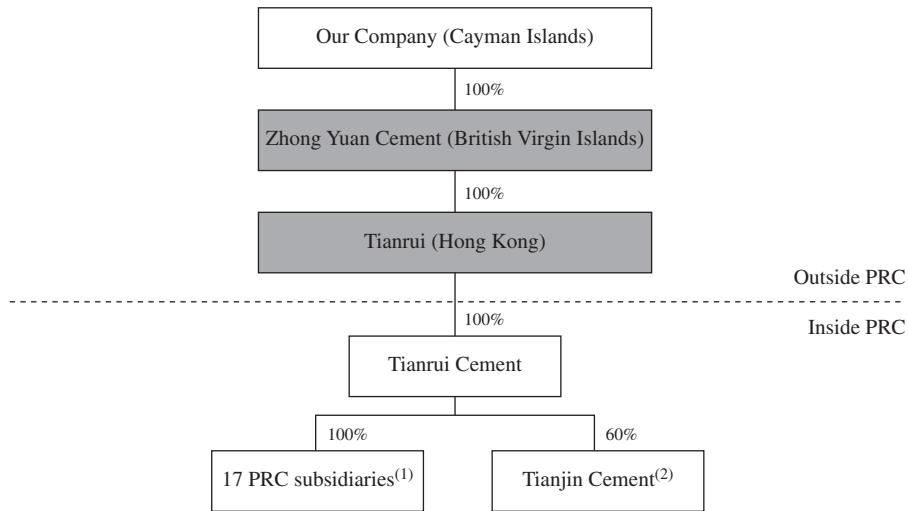 Our Company (Cayman Islands)
100%
Zhong Yuan Cement (British Virgin Islands)
100%
Tianrui (Hong Kong)
Outside PRC
100%
Inside PRC
Tianrui Cement
100%
60%
17 PRC subsidiaries(1)
Tianjin Cement(2)